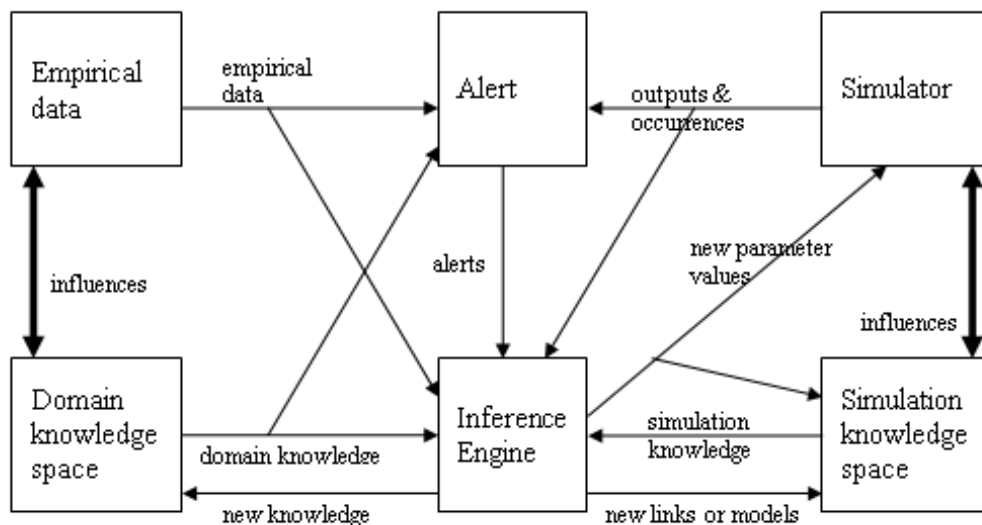 Empirical
data
empirical
data
Alert
outputs &
occurrences
Simulator
influences
alerts
new parameter
values
influences
Domain
knowledge
space
domain knowledge
Inference
Engine
simulation
knowledge
Simulation
knowledge
space
new knowledge
new links or models